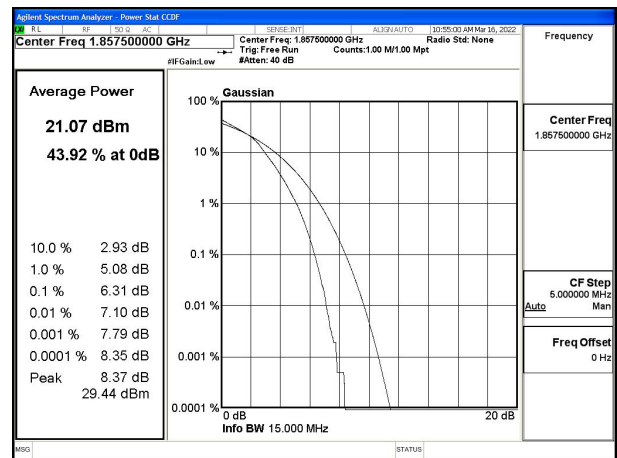 Agilent Spectrum Analyzer - Power Stat CCDF
RL RF 50 Ω AC SENSE:INT ALIGN AUTO 10:55:00 AM Mar 16, 2022
Center Freq 1.857500000 GHz
Center Freq: 1.857500000 GHz Radio Std: None
Trig: Free Run Counts:1.00 M/1.00 Mpt
#IFGain:Low #Atten: 40 dB
Frequency
Average Power
21.07 dBm
43.92 % at 0dB
10.0 % 2.93 dB
1.0 % 5.08 dB
0.1 % 6.31 dB
0.01 % 7.10 dB
0.001 % 7.79 dB
0.0001 % 8.35 dB
Peak 8.37 dB
29.44 dBm
Gaussian
100 %
10 %
1 %
0.1 %
0.01 %
0.001 %
0.0001 %
0 dB 20 dB
Info BW 15.000 MHz
Center Freq
1.857500000 GHz
CF Step
5.000000 MHz
Auto Man
Freq Offset
0 Hz
MSG STATUS